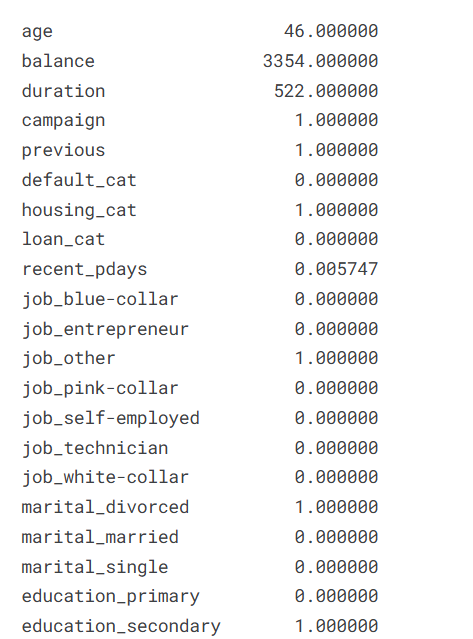 age 46.000000
balance 3354.000000
duration 522.000000
campaign 1.000000
previous 1.000000
default_cat 0.000000
housing_cat 1.000000
loan_cat 0.000000
recent_pdays 0.005747
job_blue-collar 0.000000
job_entrepreneur 0.000000
job_other 1.000000
job_pink-collar 0.000000
job_self-employed 0.000000
job_technician 0.000000
job_white-collar 0.000000
marital_divorced 1.000000
marital_married 0.000000
marital_single 0.000000
education_primary 0.000000
education_secondary 1.000000